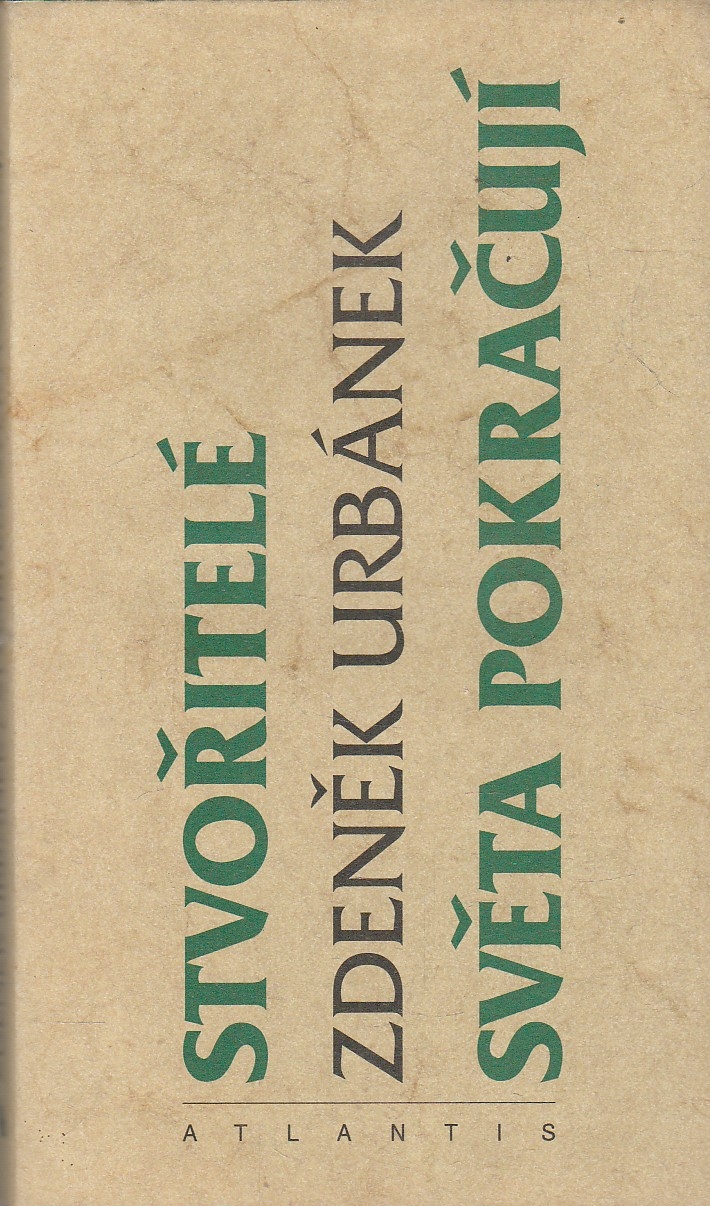 STVOŘITELÉ
ZDENĚK URBÁNEK
SVĚTA POKRAČUJÍ
ATLANTIS